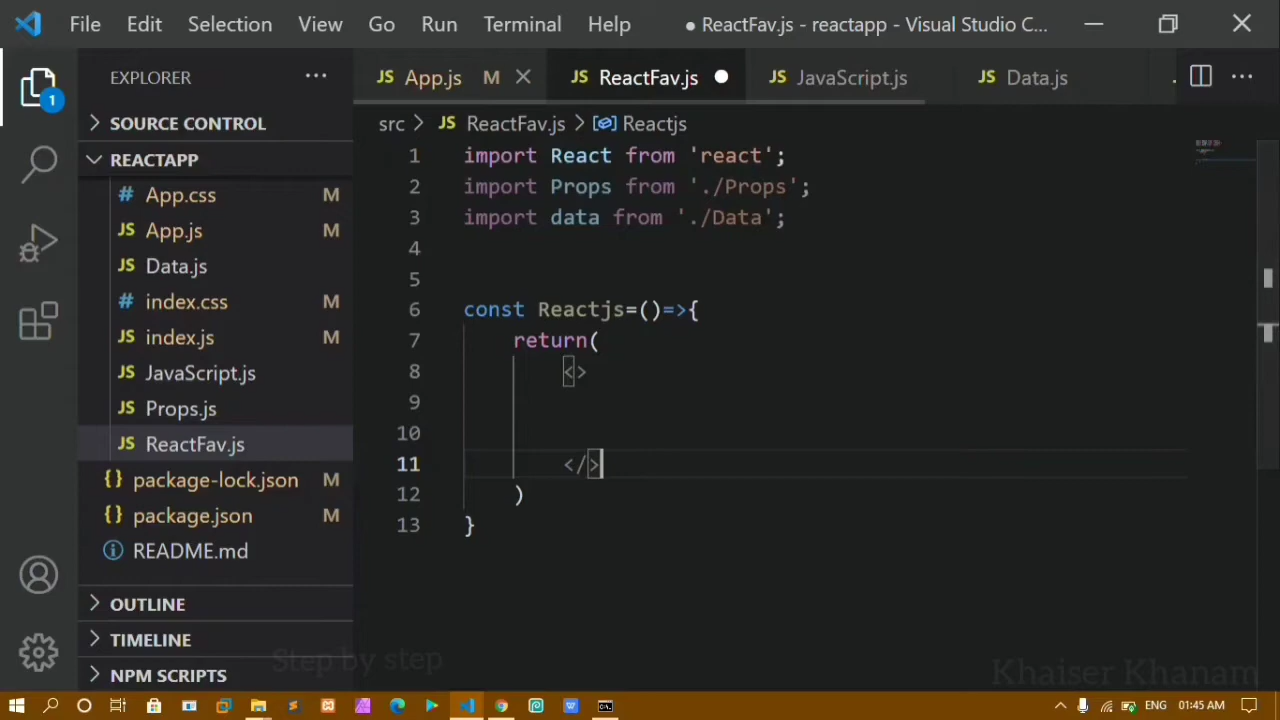 File Edit Selection View Go Run Terminal Help ● ReactFav.js - reactapp - Visual Studio C...
EXPLORER ...
JS App.js M JS ReactFav.js JS JavaScript.js JS Data.js
1
SOURCE CONTROL
REACTAPP
# App.css M
JS App.js M
JS Data.js
# index.css M
JS index.js M
JS JavaScript.js
JS Props.js
JS ReactFav.js
{} package-lock.json M
{} package.json M
README.md
OUTLINE
TIMELINE
NPM SCRIPTS
src > JS ReactFav.js > Reactjs
1 import React from 'react';
2 import Props from './Props';
3 import data from './Data';
4
5
6 const Reactjs=()=>{
7 return(
8 <>
9
10
11 </>
12 )
13 }
Step by step
Khaiser Khanam
ENG 01:45 AM